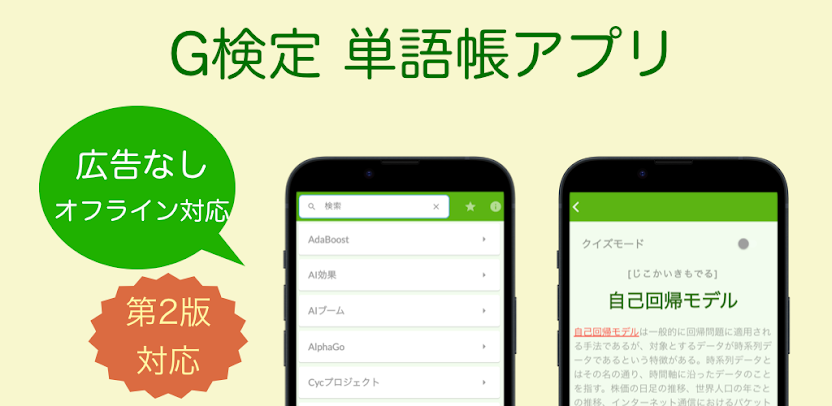 G検定 単語帳アプリ
広告なし
オフライン対応
第2版
対応
検索
AdaBoost
AI効果
AIブーム
AlphaGo
Cycプロジェクト
クイズモード
[じこかいきもでる]
自己回帰モデル
自己回帰モデルは一般的に回帰問題に適用され
る手法であるが、対象とするデータが時系列デ
ータであるという特徴がある。時系列データと
はその名の通り、時間軸に沿ったデータのこと
を指す。株価の日足の推移、世界人口の年ごと
の推移、インターネット通信におけるパケット